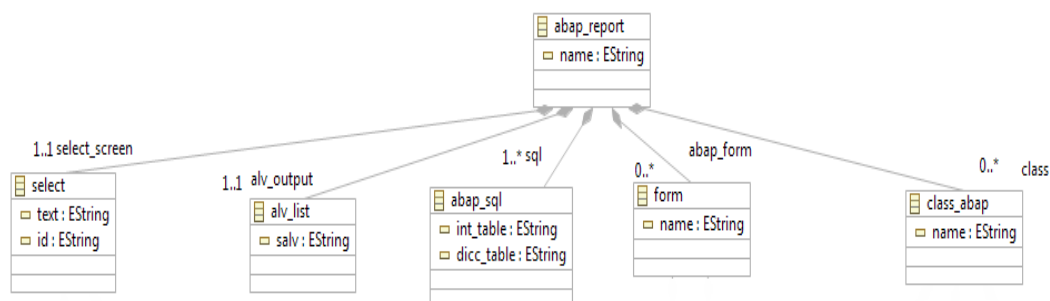 abap_report
name : EString
1..1 select_screen
1..1 alv_output
1..* sql
abap_form
0..*
0..* class
select
text : EString
id : EString
alv_list
salv : EString
abap_sql
int_table : EString
dicc_table : EString
form
name : EString
class_abap
name : EString